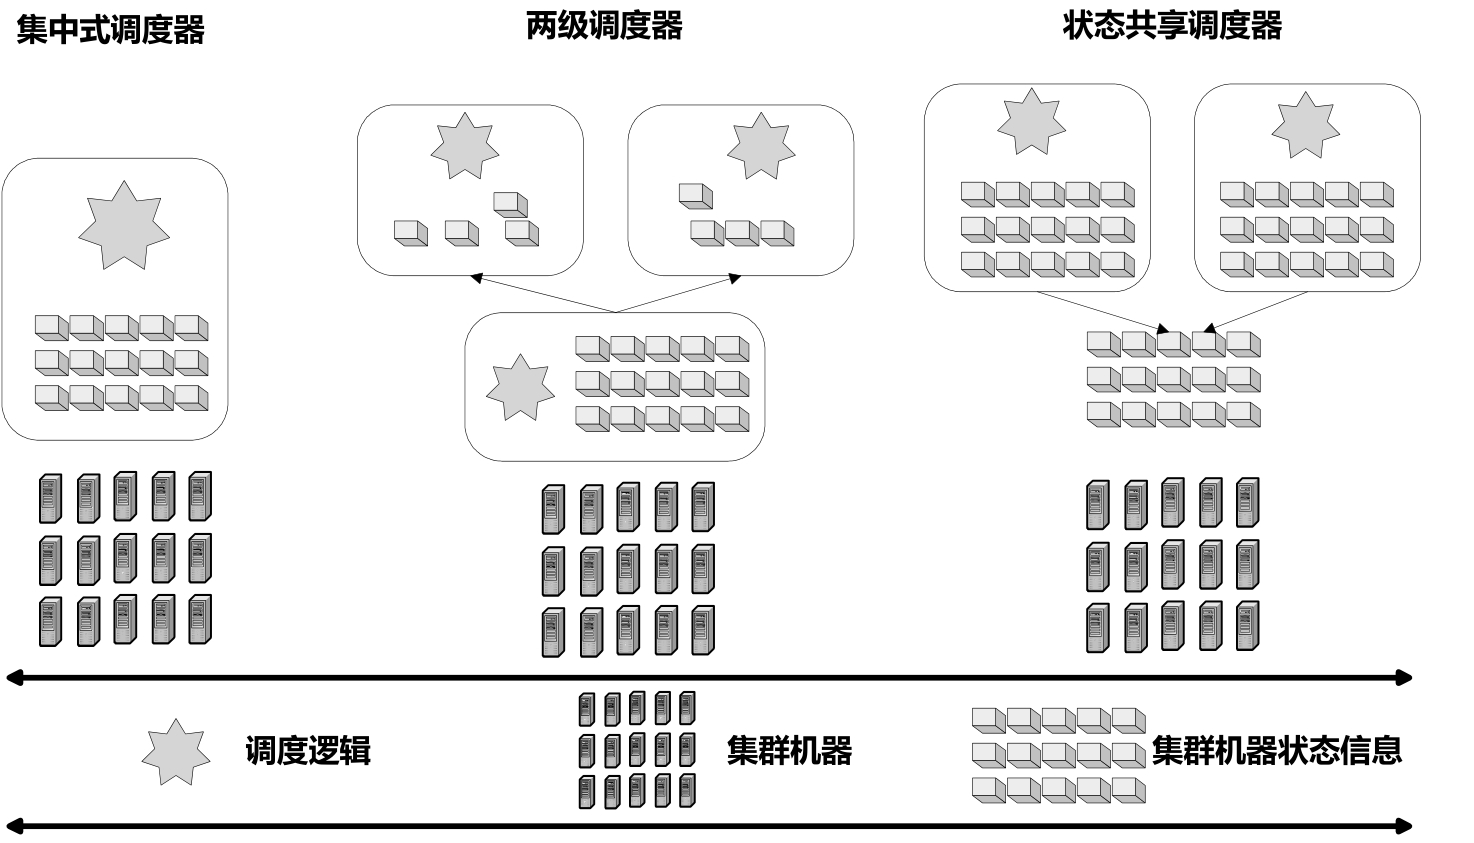 集中式调度器
两级调度器
状态共享调度器
调度逻辑
集群机器
集群机器状态信息